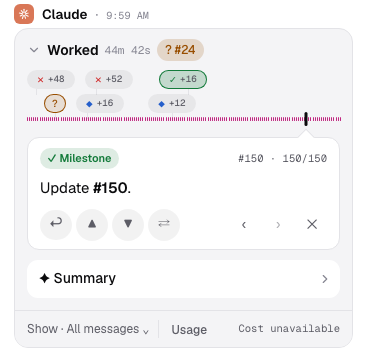 Claude · 9:59 AM
Worked 44m 42s ? #24
× +48 × +52 ✓ +16
? ◆ +16 ◆ +12
✓ Milestone #150 · 150/150
Update #150.
Summary
Show · All messages Usage Cost unavailable